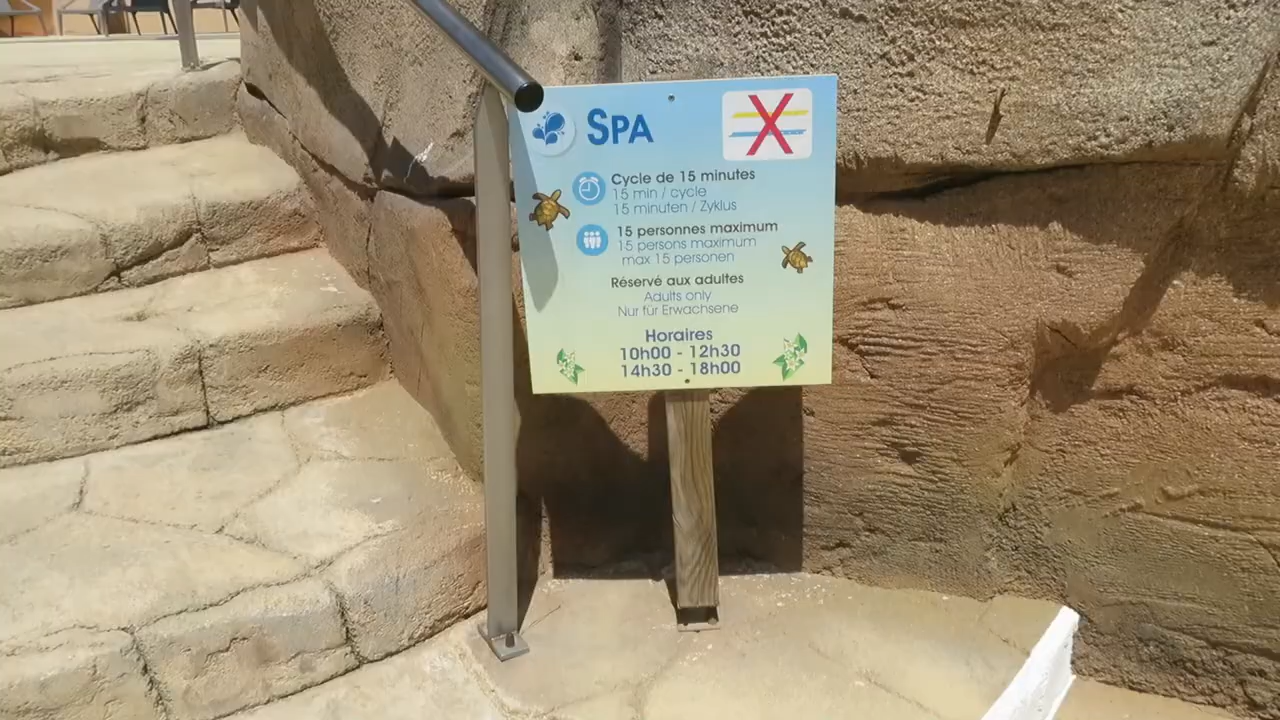 SPA
Cycle de 15 minutes
15 min / cycle
15 minuten / Zyklus
15 personnes maximum
15 persons maximum
max 15 personen
Réservé aux adultes
Adults only
Nur für Erwachsene
Horaires
10h00 - 12h30
14h30 - 18h00